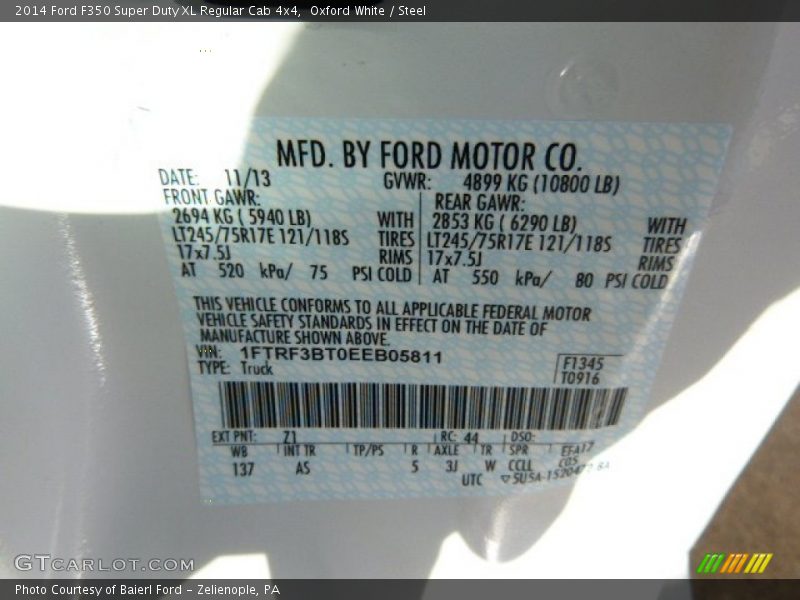 2014 Ford F350 Super Duty XL Regular Cab 4x4, Oxford White / Steel
MFD. BY FORD MOTOR CO.
DATE: 11/13 GVWR: 4899 KG (10800 LB)
FRONT GAWR: REAR GAWR:
2694 KG ( 5940 LB) WITH 2853 KG ( 6290 LB) WITH
LT245/75R17E 121/118S TIRES LT245/75R17E 121/118S TIRES
17x7.5J RIMS 17x7.5J RIMS
AT 520 kPa/ 75 PSI COLD AT 550 kPa/ 80 PSI COLD
THIS VEHICLE CONFORMS TO ALL APPLICABLE FEDERAL MOTOR
VEHICLE SAFETY STANDARDS IN EFFECT ON THE DATE OF
MANUFACTURE SHOWN ABOVE.
VIN: 1FTRF3BT0EEB05811
TYPE: Truck
F1345
T0916
EXT PNT: Z1 RC: 44 DSO:
WB INT TR TP/PS R AXLE TR SPR EFA17
137 AS 5 3J W CCLL COS
UTC
GTCARLOT.COM
Photo Courtesy of Baierl Ford - Zelienople, PA